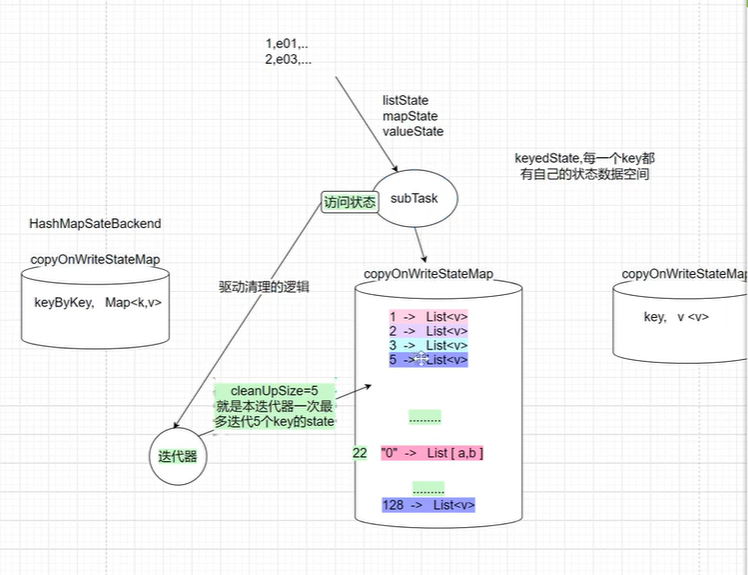 1,e01,..
2,e03,...
listState
mapState
valueState
keyedState,每一个key都
有自己的状态数据空间
访问状态
subTask
HashMapSateBackend
copyOnWriteStateMap
keyByKey, Map<k,v>
驱动清理的逻辑
copyOnWriteStateMap
1 -> List<v>
2 -> List<v>
3 -> List<v>
5 -> List<v>
.........
22 "0" -> List [ a,b ]
.........
128 -> List<v>
copyOnWriteStateMap
key, v <v>
cleanUpSize=5
就是本迭代器一次最
多迭代5个key的state
迭代器